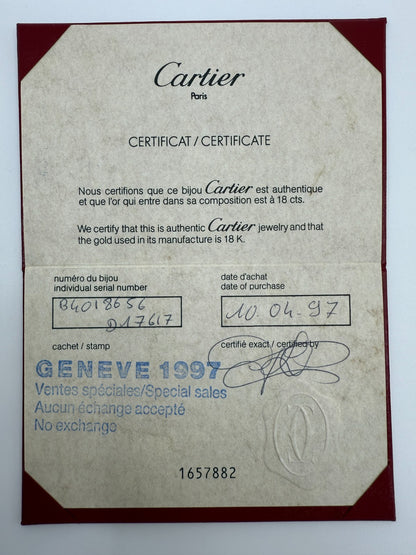 Cartier
Paris
CERTIFICAT / CERTIFICATE
Nous certifions que ce bijou Cartier est authentique
et que l'or qui entre dans sa composition est à 18 cts.
We certify that this is authentic Cartier jewelry and that
the gold used in its manufacture is 18 K.
numéro du bijou
individual serial number
B4018656
D17617
date d'achat
date of purchase
10.04.97
cachet / stamp
certifié exact / certified by
GENEVE 1997
Ventes spéciales/Special sales
Aucun échange accepté
No exchange
1657882